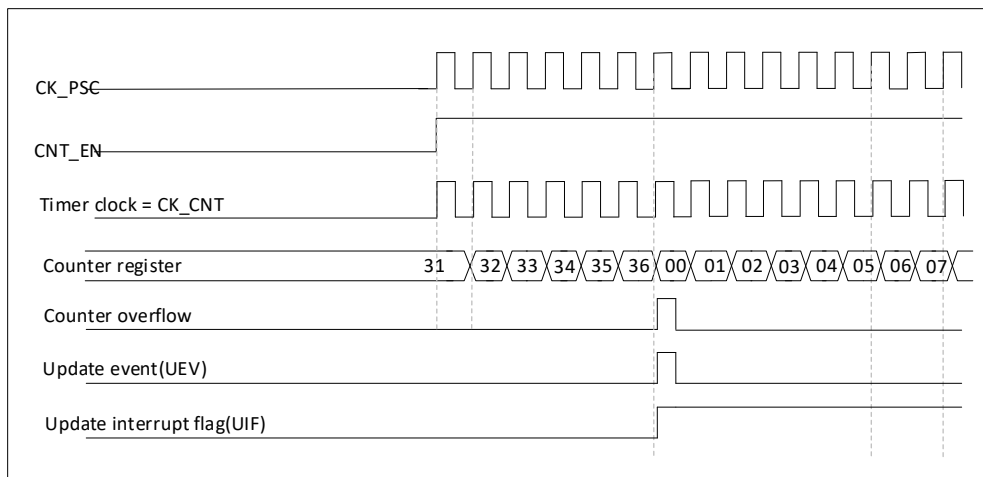 CK_PSC
CNT_EN
Timer clock = CK_CNT
Counter register 31 32 33 34 35 36 00 01 02 03 04 05 06 07
Counter overflow
Update event(UEV)
Update interrupt flag(UIF)